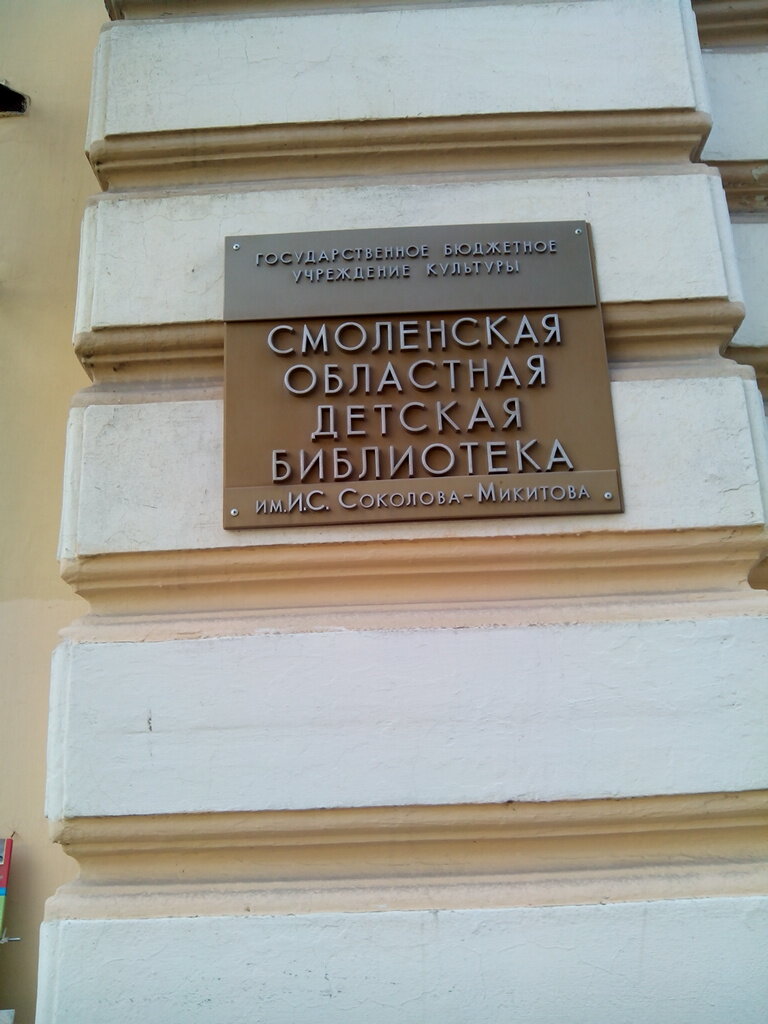 ГОСУДАРСТВЕННОЕ БЮДЖЕТНОЕ
УЧРЕЖДЕНИЕ КУЛЬТУРЫ
СМОЛЕНСКАЯ
ОБЛАСТНАЯ
ДЕТСКАЯ
БИБЛИОТЕКА
ИМ.И.С. СОКОЛОВА-МИКИТОВА